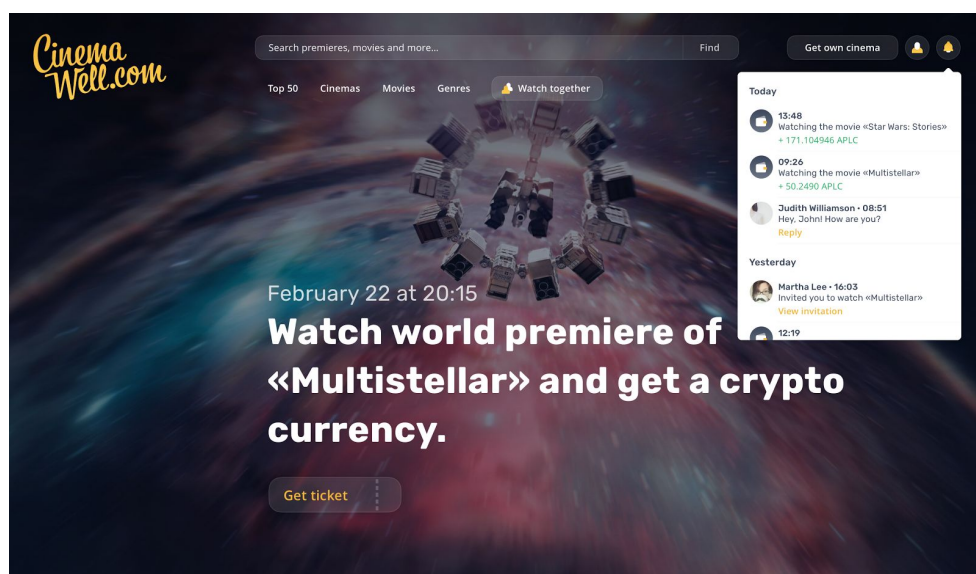 Cinema
Well.com
Search premieres, movies and more...
Find
Get own cinema
Top 50
Cinemas
Movies
Genres
Watch together
Today
13:48
Watching the movie «Star Wars: Stories»
+ 171.104946 APLC
09:26
Watching the movie «Multistellar»
+ 50.2490 APLC
Judith Williamson • 08:51
Hey, John! How are you?
Reply
Yesterday
Martha Lee • 16:03
Invited you to watch «Multistellar»
View invitation
12:19
February 22 at 20:15
Watch world premiere of
«Multistellar» and get a crypto
currency.
Get ticket